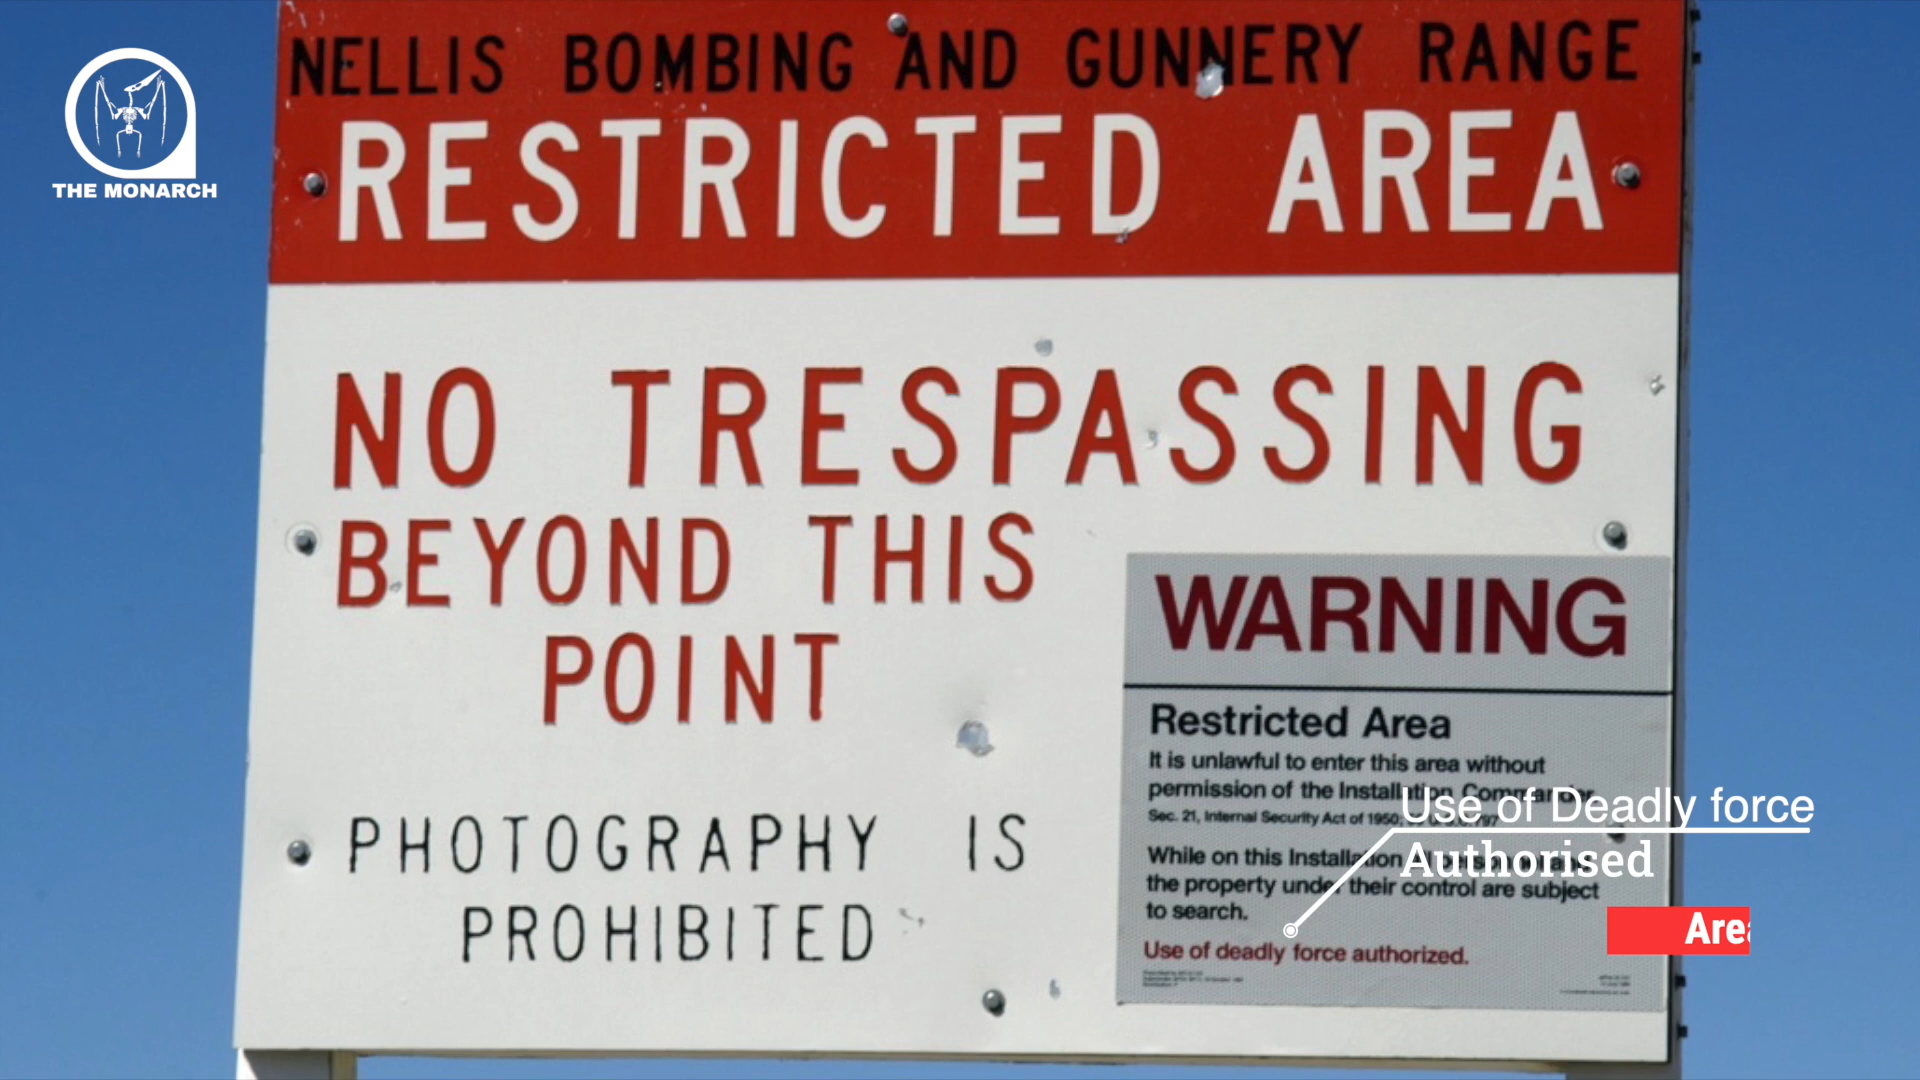 THE MONARCH
NELLIS BOMBING AND GUNNERY RANGE
RESTRICTED AREA
NO TRESPASSING
BEYOND THIS
POINT
PHOTOGRAPHY IS
PROHIBITED
WARNING
Restricted Area
It is unlawful to enter this area without
permission of the Installation Commander
Sec. 21, Internal Security Act of 1950;
While on this Installation
the property under their control are subject
to search.
Use of deadly force authorized.
Use of Deadly force
Authorised